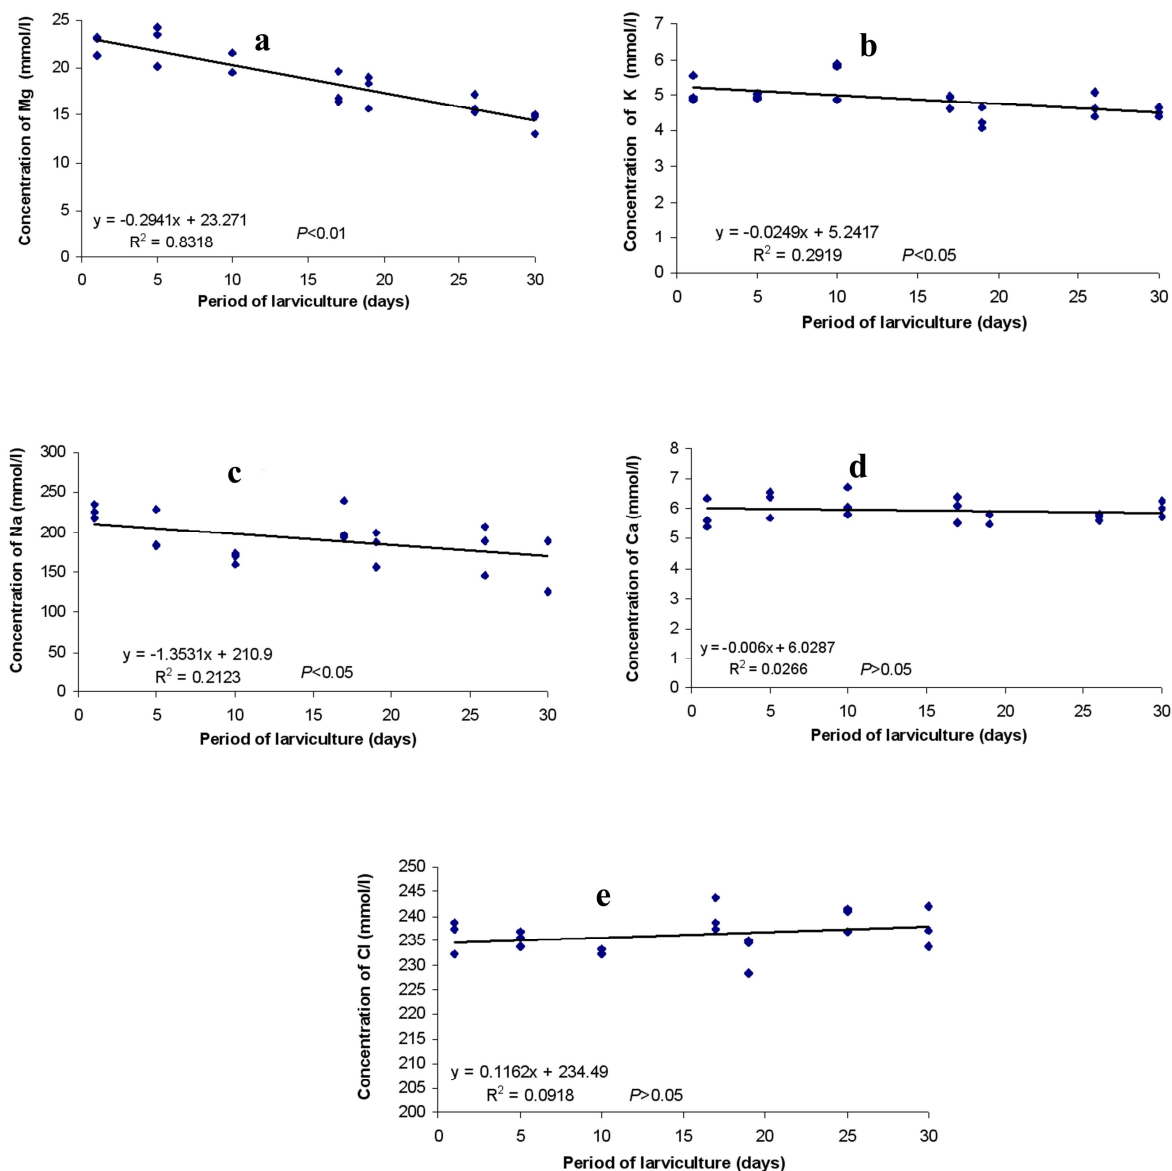 a
Concentration of Mg (mmol/l)
25
20
15
10
5
0
y = -0.2941x + 23.271
R² = 0.8318
P<0.01
0 5 10 15 20 25 30
Period of larviculture (days)
b
Concentration of K (mmol/l)
7
6
5
4
3
2
1
0
y = -0.0249x + 5.2417
R² = 0.2919
P<0.05
0 5 10 15 20 25 30
Period of larviculture (days)
c
Concentration of Na (mmol/l)
300
250
200
150
100
50
0
y = -1.3531x + 210.9
R² = 0.2123
P<0.05
0 5 10 15 20 25 30
Period of larviculture (days)
d
Concentration of Ca (mmol/l)
8
7
6
5
4
3
2
1
0
y = -0.006x + 6.0287
R² = 0.0266
P>0.05
0 5 10 15 20 25 30
Period of larviculture (days)
e
Concentration of Cl (mmol/l)
250
245
240
235
230
225
220
215
210
205
200
y = 0.1162x + 234.49
R² = 0.0918
P>0.05
0 5 10 15 20 25 30
Period of larviculture (days)